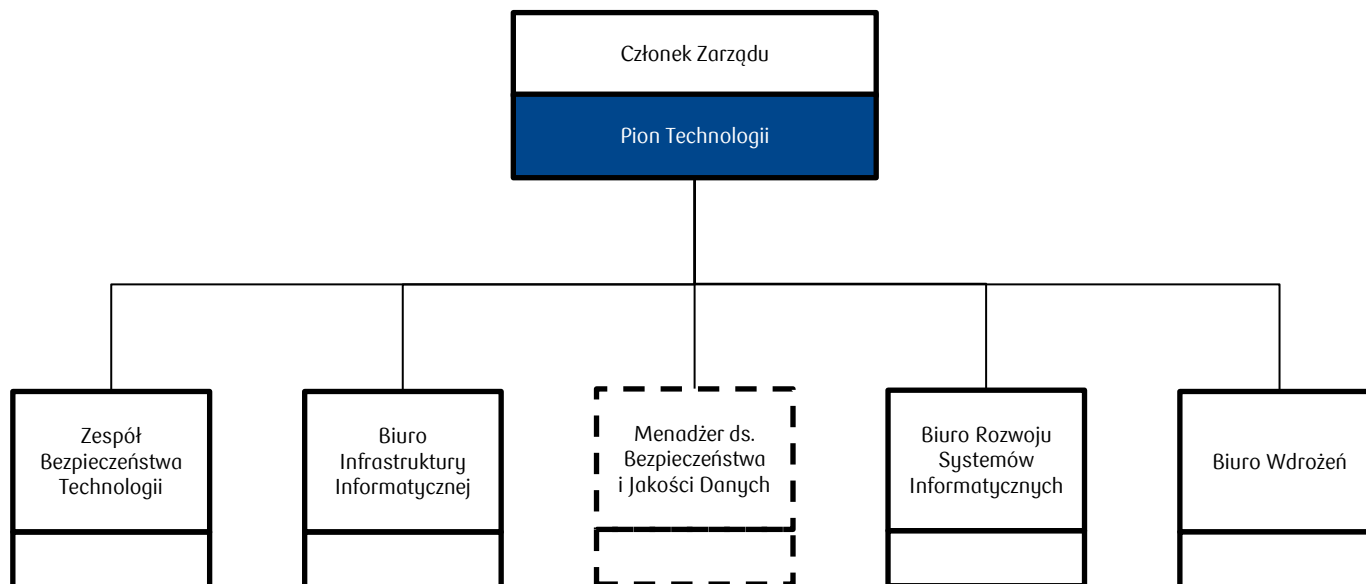 Członek Zarządu
Pion Technologii
Zespół
Bezpieczeństwa
Technologii
Biuro
Infrastruktury
Informatycznej
Menadżer ds.
Bezpieczeństwa
i Jakości Danych
Biuro Rozwoju
Systemów
Informatycznych
Biuro Wdrożeń